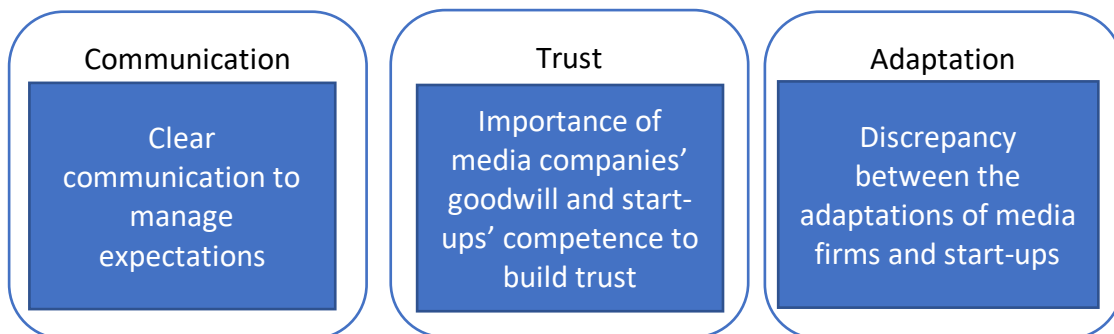 Communication
Clear
communication to
manage
expectations
Trust
Importance of
media companies’
goodwill and start-
ups’ competence to
build trust
Adaptation
Discrepancy
between the
adaptations of media
firms and start-ups